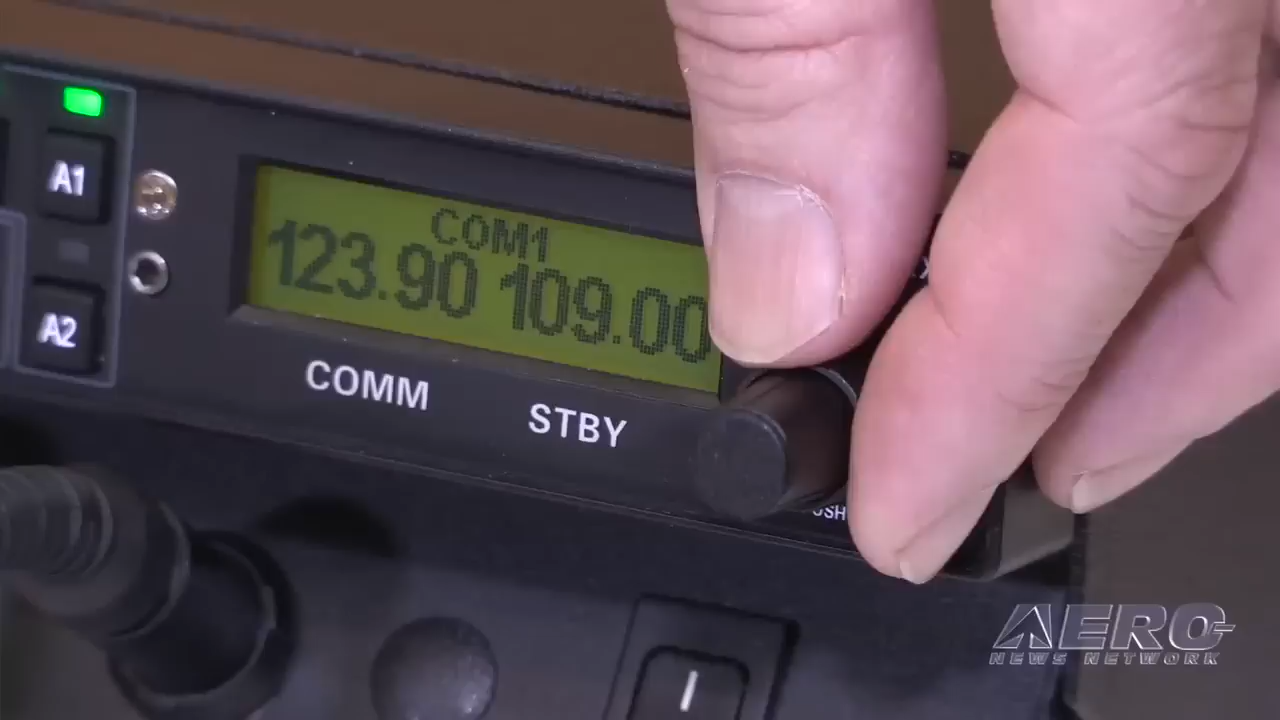 A1
COM1
123.90 109.00
A2
COMM
STBY
AERO
NEWS NETWORK